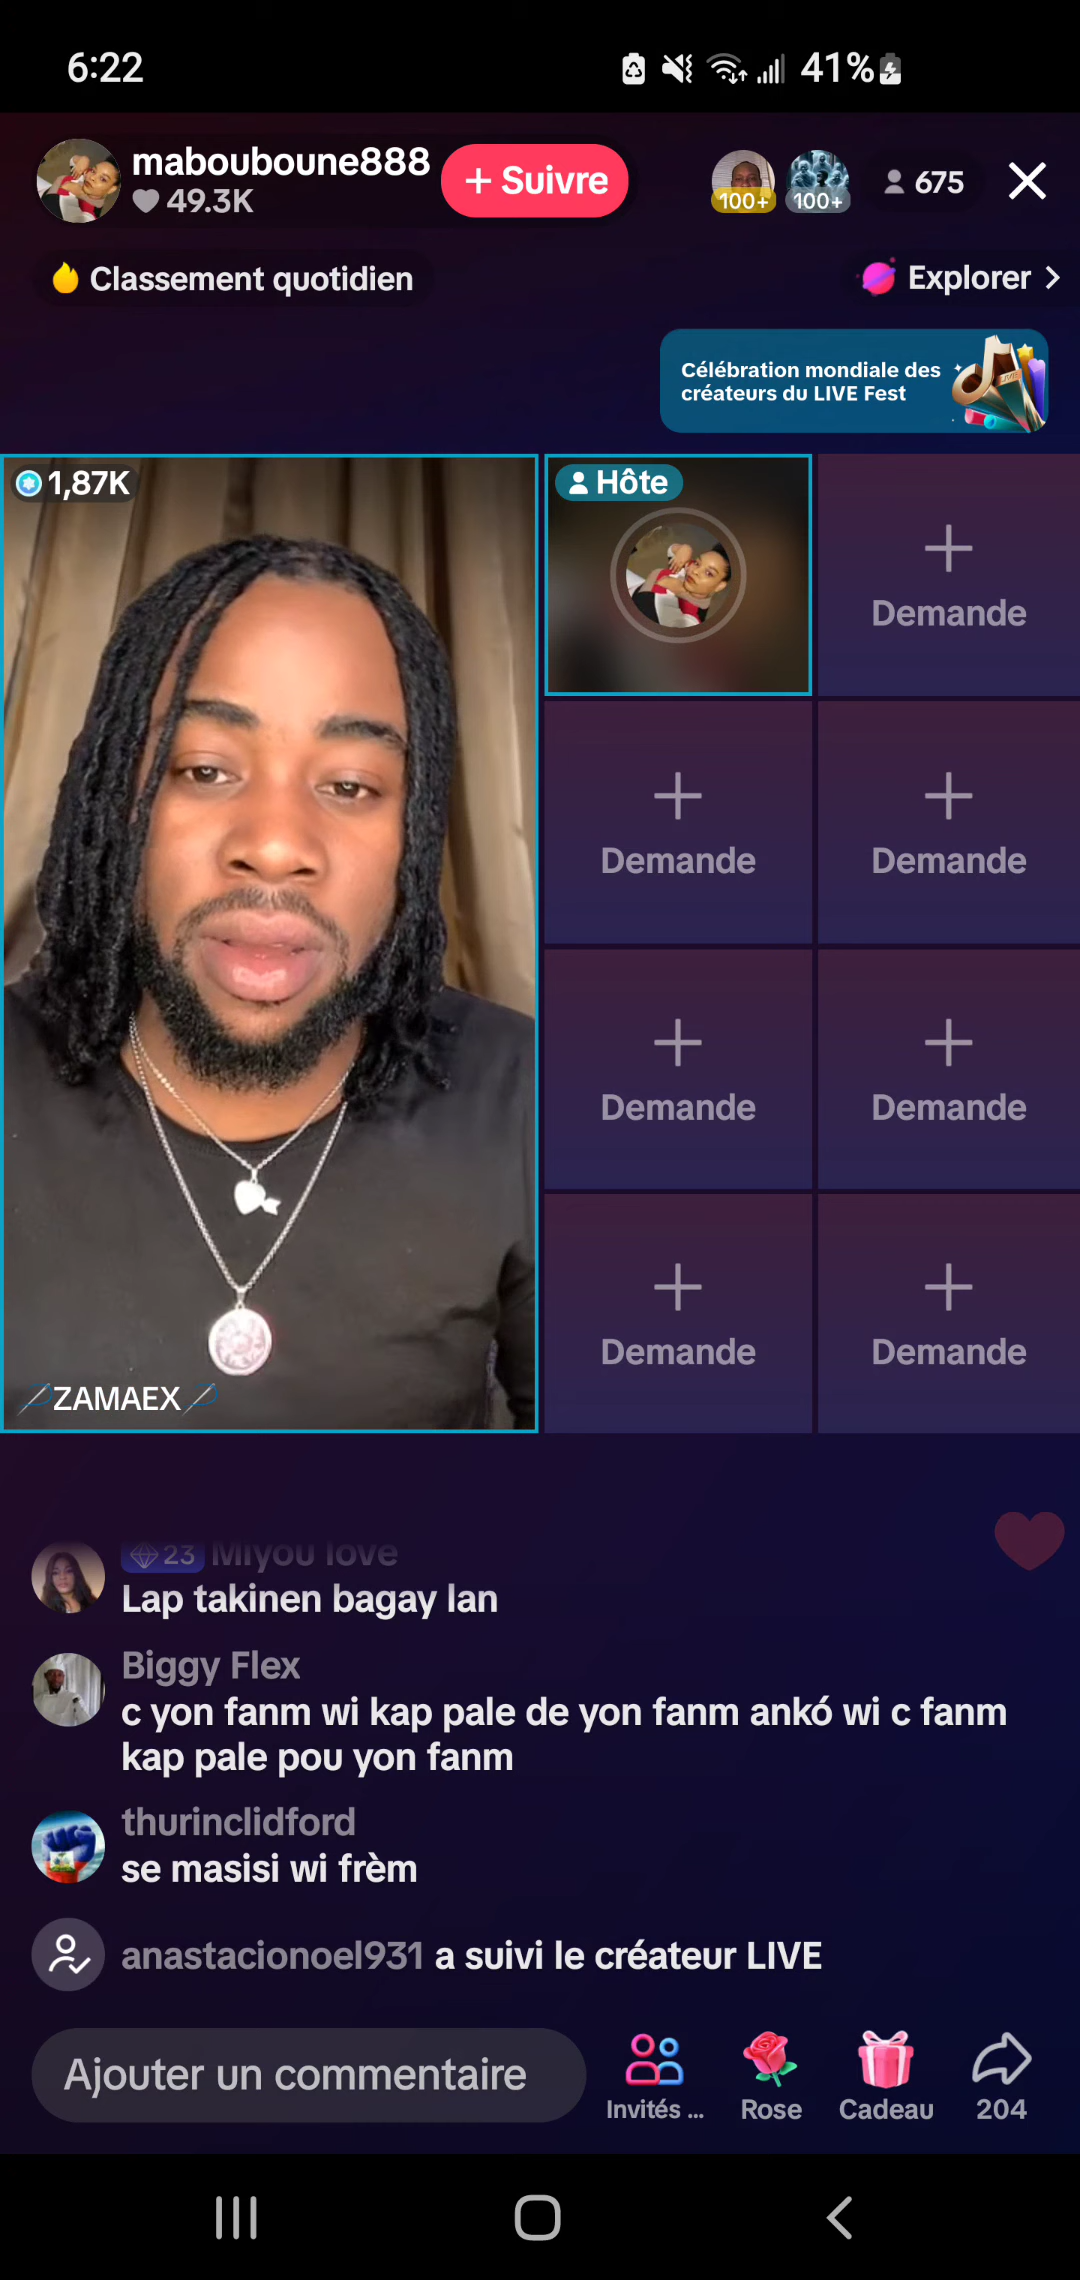 6:22
41%
mabouboune888
49.3K
+ Suivre
100+
100+
675
Classement quotidien
Explorer
Célébration mondiale des
créateurs du LIVE Fest
1,87K
Hôte
Demande
Demande
Demande
Demande
Demande
Demande
Demande
ZAMAEX
23 Miyou love
Lap takinen bagay lan
Biggy Flex
c yon fanm wi kap pale de yon fanm ankó wi c fanm
kap pale pou yon fanm
thurinclidford
se masisi wi frèm
anastacionoel931 a suivi le créateur LIVE
Ajouter un commentaire
Invités ...
Rose
Cadeau
204